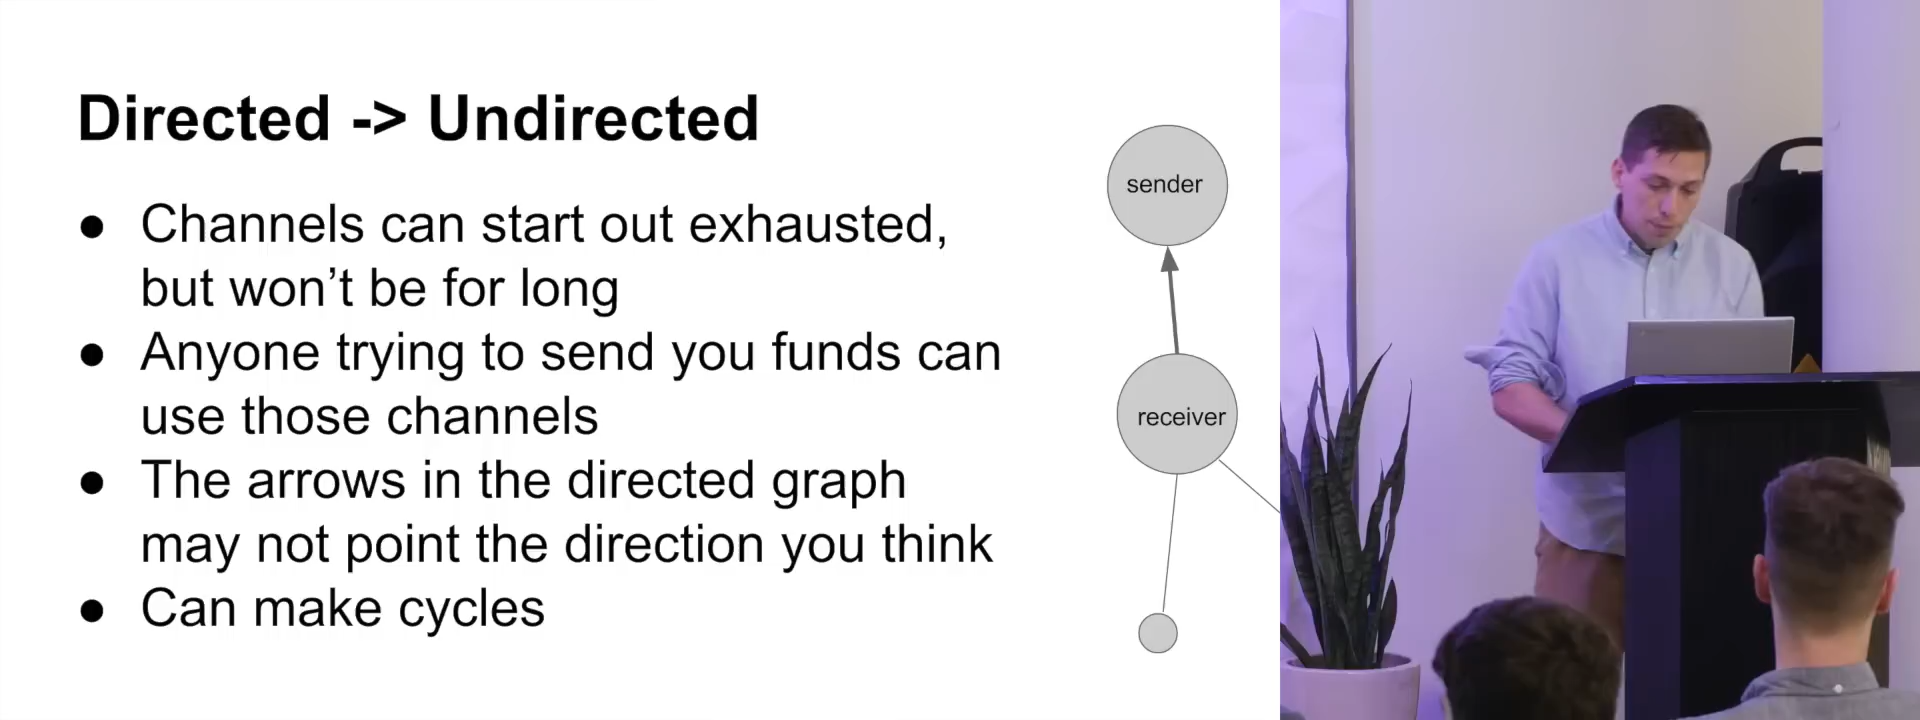 Directed -> Undirected
● Channels can start out exhausted,
but won’t be for long
● Anyone trying to send you funds can
use those channels
● The arrows in the directed graph
may not point the direction you think
● Can make cycles
sender
receiver